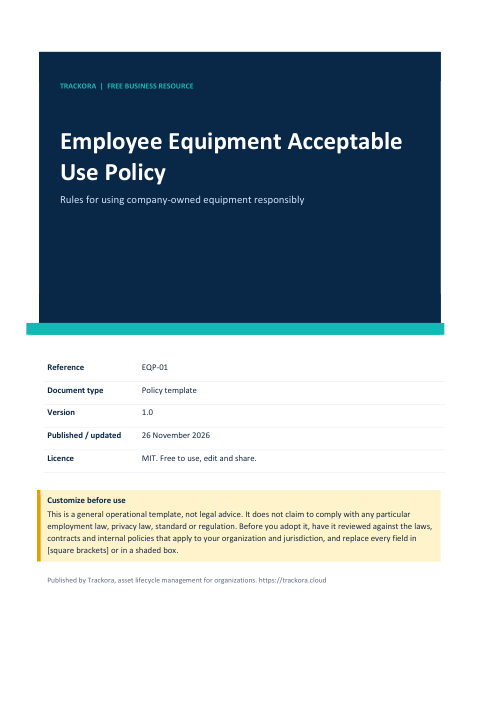 TRACKORA | FREE BUSINESS RESOURCE
Employee Equipment Acceptable
Use Policy
Rules for using company-owned equipment responsibly
Reference EQP-01
Document type Policy template
Version 1.0
Published / updated 26 November 2026
Licence MIT. Free to use, edit and share.
Customize before use
This is a general operational template, not legal advice. It does not claim to comply with any particular
employment law, privacy law, standard or regulation. Before you adopt it, have it reviewed against the laws,
contracts and internal policies that apply to your organization and jurisdiction, and replace every field in
[square brackets] or in a shaded box.
Published by Trackora, asset lifecycle management for organizations. https://trackora.cloud